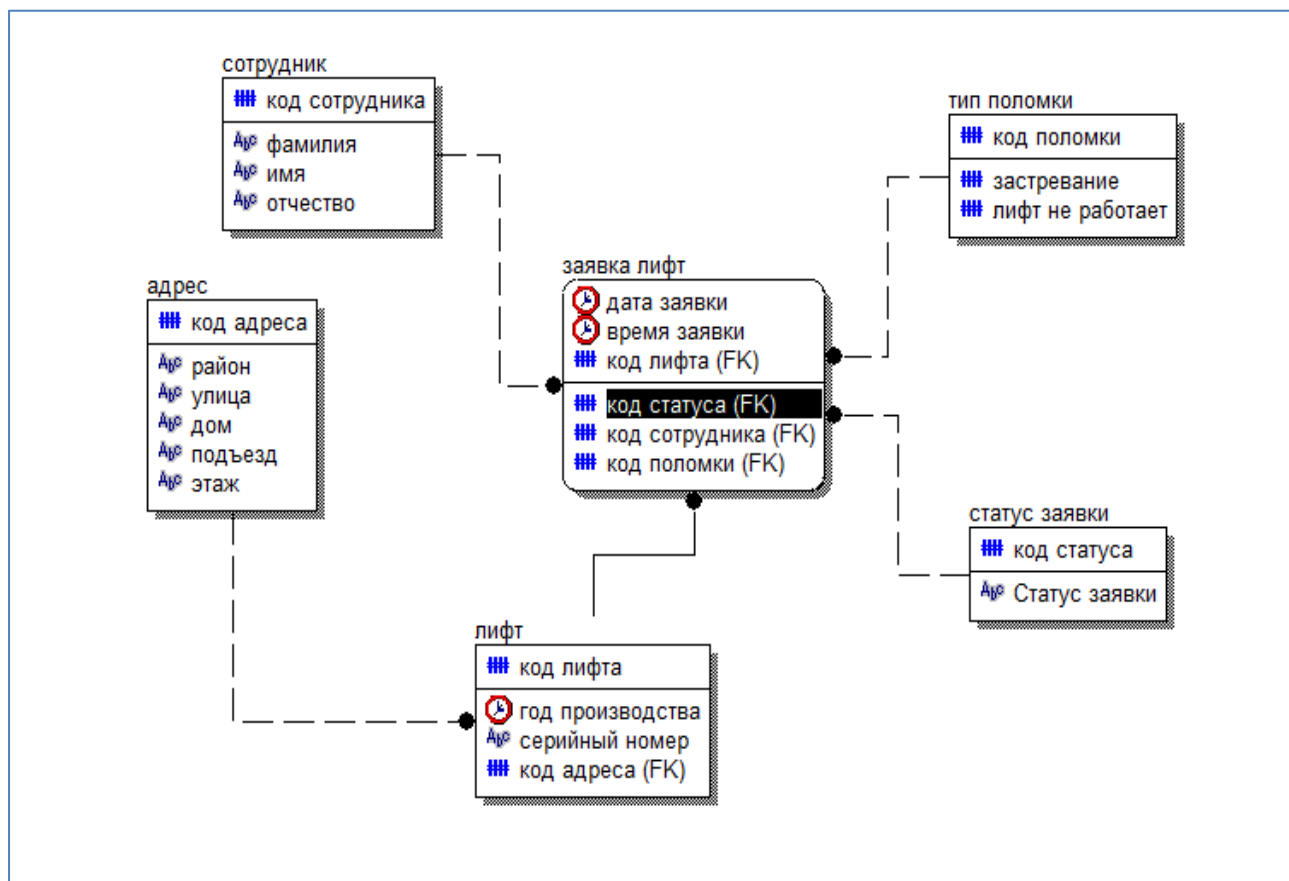 сотрудник
код сотрудника
фамилия
имя
отчество
тип поломки
код поломки
застревание
лифт не работает
адрес
код адреса
район
улица
дом
подъезд
этаж
заявка лифт
дата заявки
время заявки
код лифта (FK)
код статуса (FK)
код сотрудника (FK)
код поломки (FK)
статус заявки
код статуса
Статус заявки
лифт
код лифта
год производства
серийный номер
код адреса (FK)